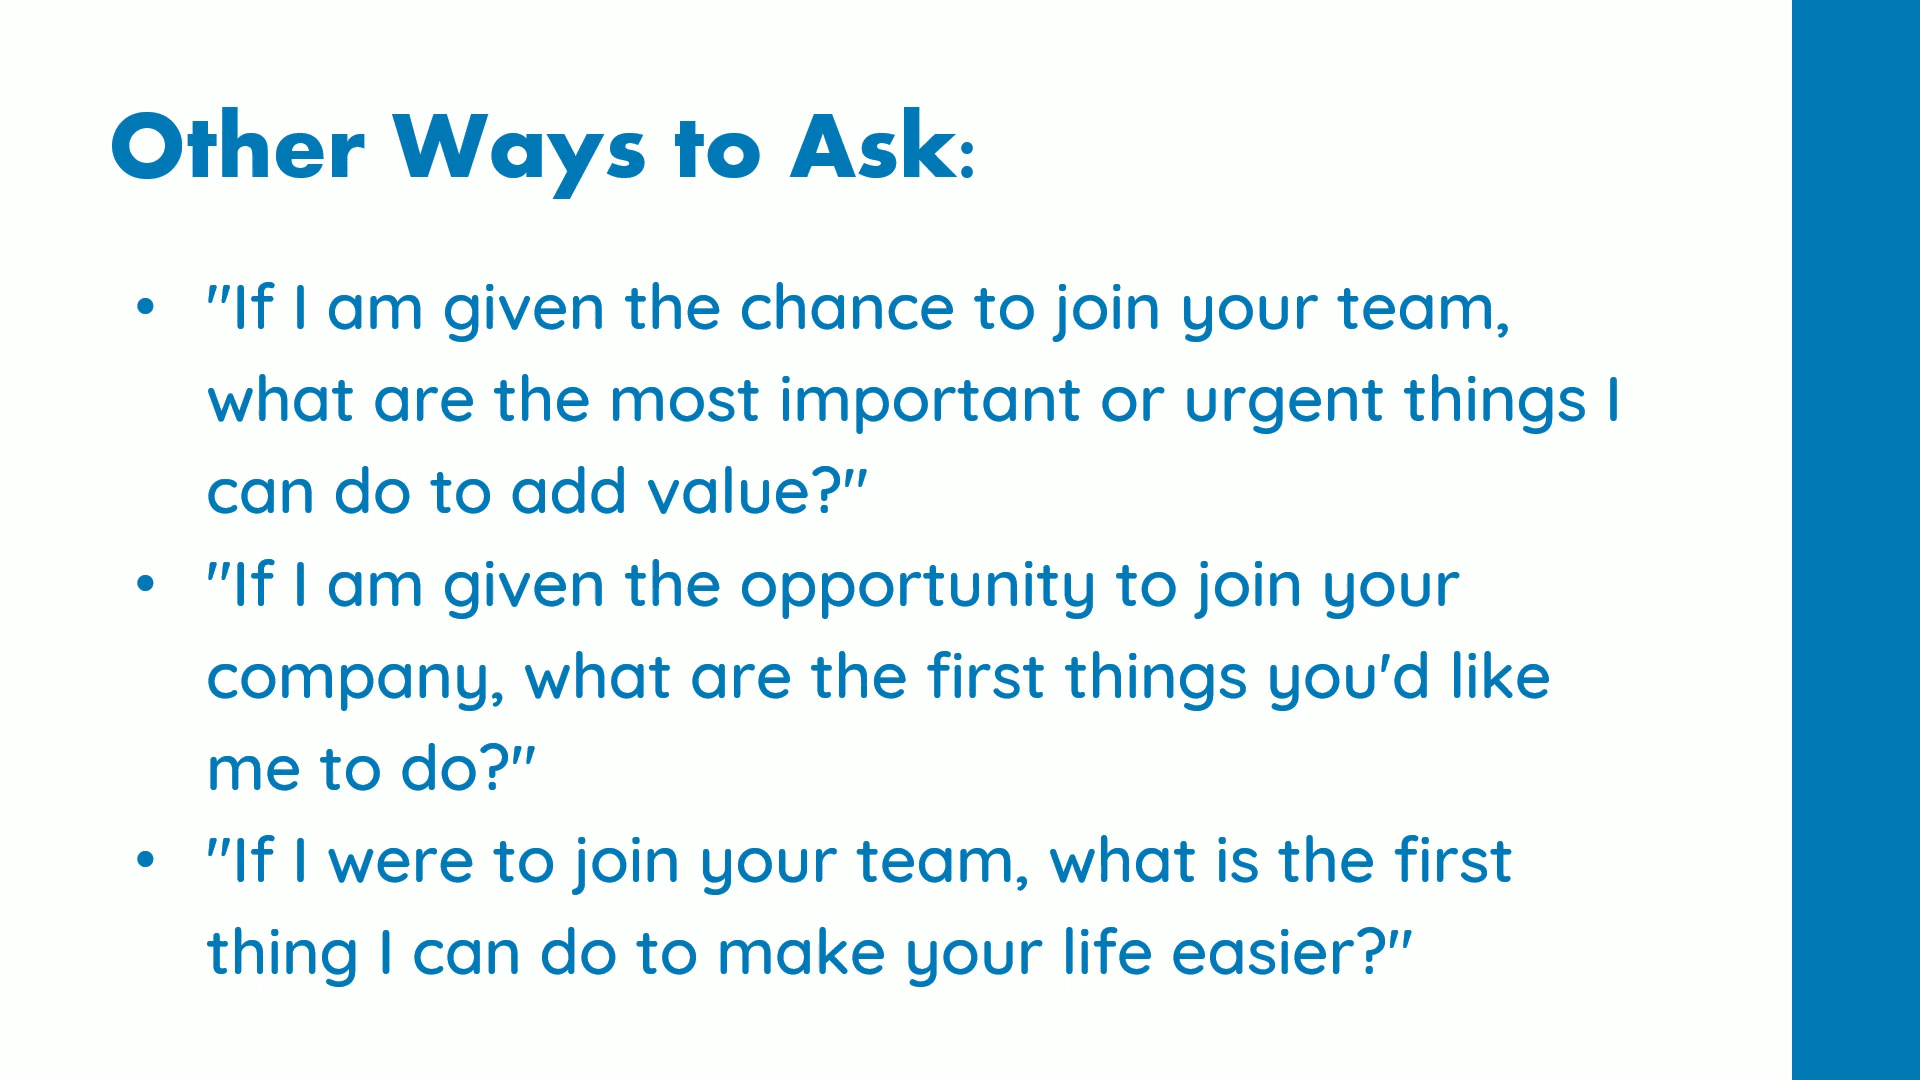 Other Ways to Ask:
• "If I am given the chance to join your team,
what are the most important or urgent things I
can do to add value?"
• "If I am given the opportunity to join your
company, what are the first things you'd like
me to do?"
• "If I were to join your team, what is the first
thing I can do to make your life easier?"